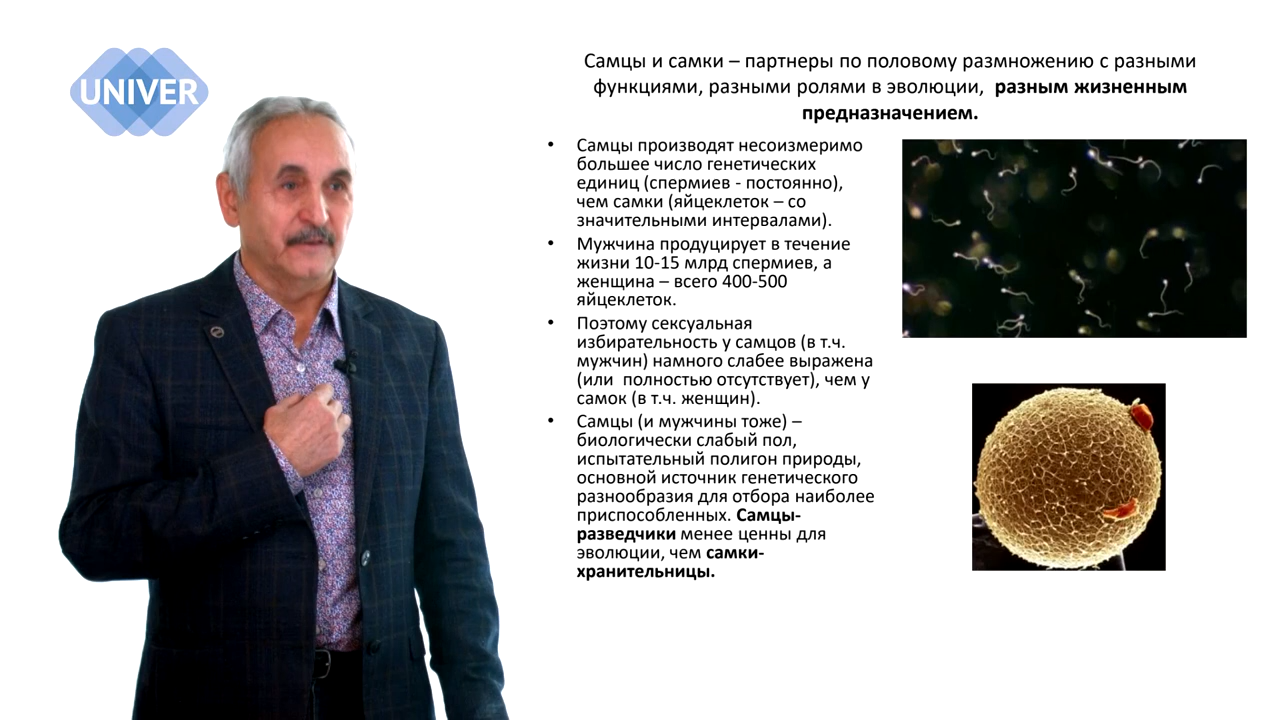 UNIVER
Самцы и самки – партнеры по половому размножению с разными
функциями, разными ролями в эволюции, разным жизненным
предназначением.
• Самцы производят несоизмеримо
большее число генетических
единиц (спермиев - постоянно),
чем самки (яйцеклеток – со
значительными интервалами).
• Мужчина продуцирует в течение
жизни 10-15 млрд спермиев, а
женщина – всего 400-500
яйцеклеток.
• Поэтому сексуальная
избирательность у самцов (в т.ч.
мужчин) намного слабее выражена
(или полностью отсутствует), чем у
самок (в т.ч. женщин).
• Самцы (и мужчины тоже) –
биологически слабый пол,
испытательный полигон природы,
основной источник генетического
разнообразия для отбора наиболее
приспособленных. Самцы-
разведчики менее ценны для
эволюции, чем самки-
хранительницы.